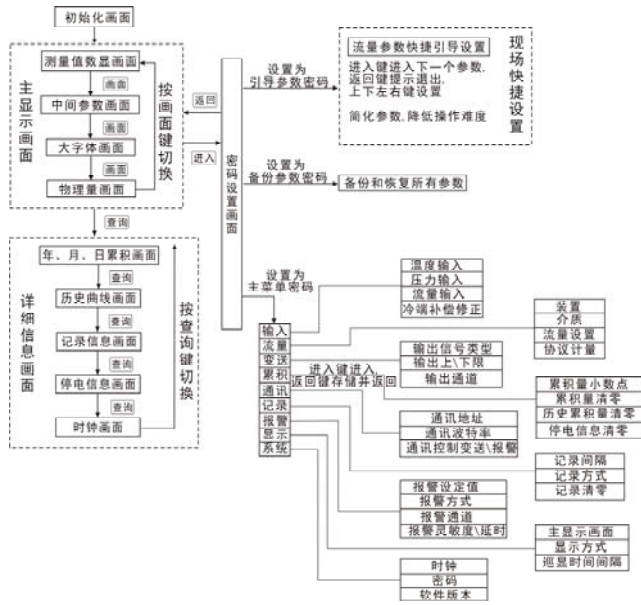 初始化画面
测量值数显画面
画面
中间参数画面
画面
大字体画面
画面
物理量画面
主显示画面
按画面键切换
查询
年、月、日累积画面
查询
历史曲线画面
查询
记录信息画面
查询
停电信息画面
查询
时钟画面
详细信息画面
按查询键切换
返回
进入
密码设置画面
设置为
引导参数密码
流量参数快捷引导设置
进入键进入下一个参数,
返回键提示退出,
上下左右键设置
简化参数,降低操作难度
现场快捷设置
设置为
备份参数密码
备份和恢复所有参数
设置为
主菜单密码
输入
流量
变送
累积
通讯
记录
报警
显示
系统
进入键进入,
返回键存储并返回
温度输入
压力输入
流量输入
冷端补偿修正
装置
介质
流量设置
协议计量
输出信号类型
输出上\下限
输出通道
累积量小数点
累积量清零
历史累积量清零
停电信息清零
通讯地址
通讯波特率
通讯控制变送\报警
记录间隔
记录方式
记录清零
报警设定值
报警方式
报警通道
报警灵敏度\延时
主显示画面
显示方式
巡显时间间隔
时钟
密码
软件版本